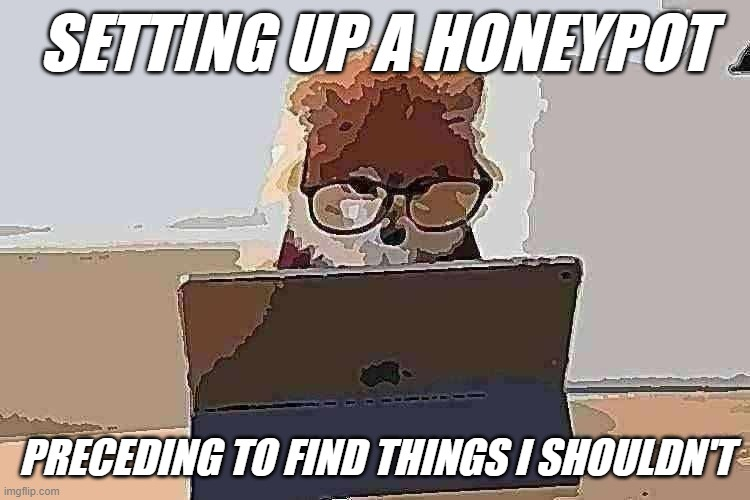 SETTING UP A HONEYPOT
PRECEDING TO FIND THINGS I SHOULDN'T
imgflip.com